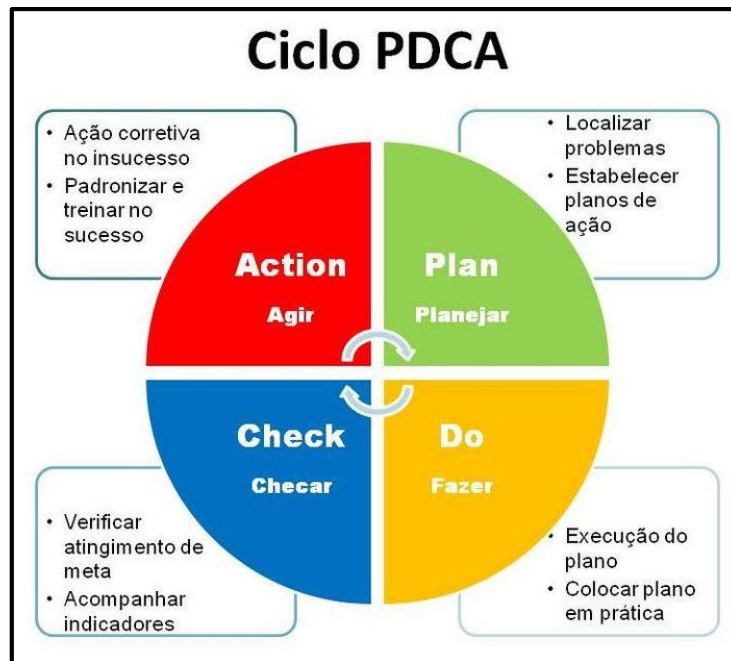 Ciclo PDCA
• Ação corretiva
no insucesso
• Padronizar e
treinar no
sucesso
• Localizar
problemas
• Estabelecer
planos de
ação
Action
Agir
Plan
Planejar
Check
Checar
Do
Fazer
• Verificar
atingimento de
meta
• Acompanhar
indicadores
• Execução do
plano
• Colocar plano
em prática